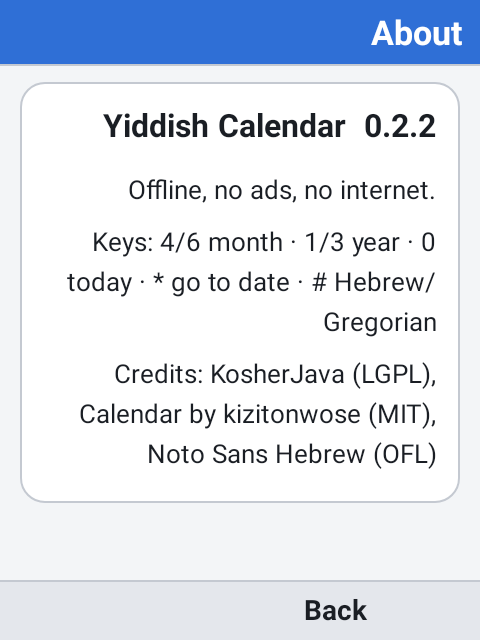 About
Yiddish Calendar 0.2.2
Offline, no ads, no internet.
Keys: 4/6 month · 1/3 year · 0
today · * go to date · # Hebrew/
Gregorian
Credits: KosherJava (LGPL),
Calendar by kizitonwose (MIT),
Noto Sans Hebrew (OFL)
Back